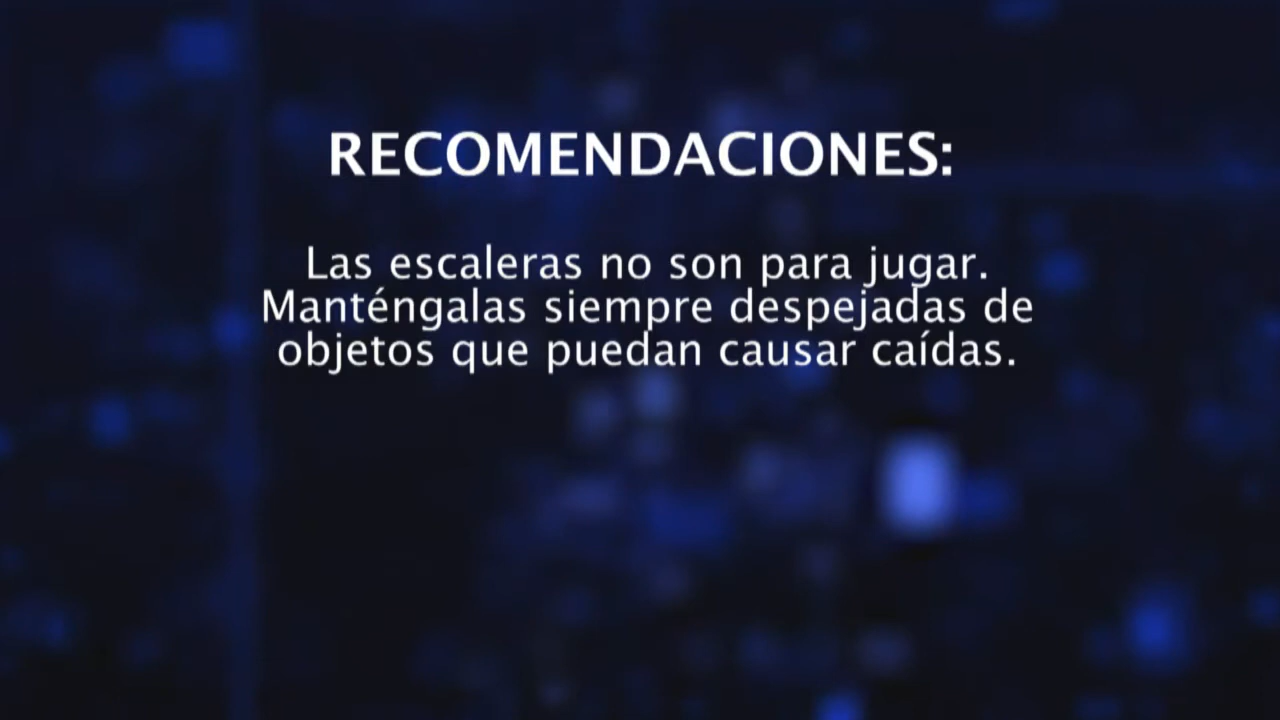 RECOMENDACIONES:
Las escaleras no son para jugar.
Manténgalas siempre despejadas de
objetos que puedan causar caídas.